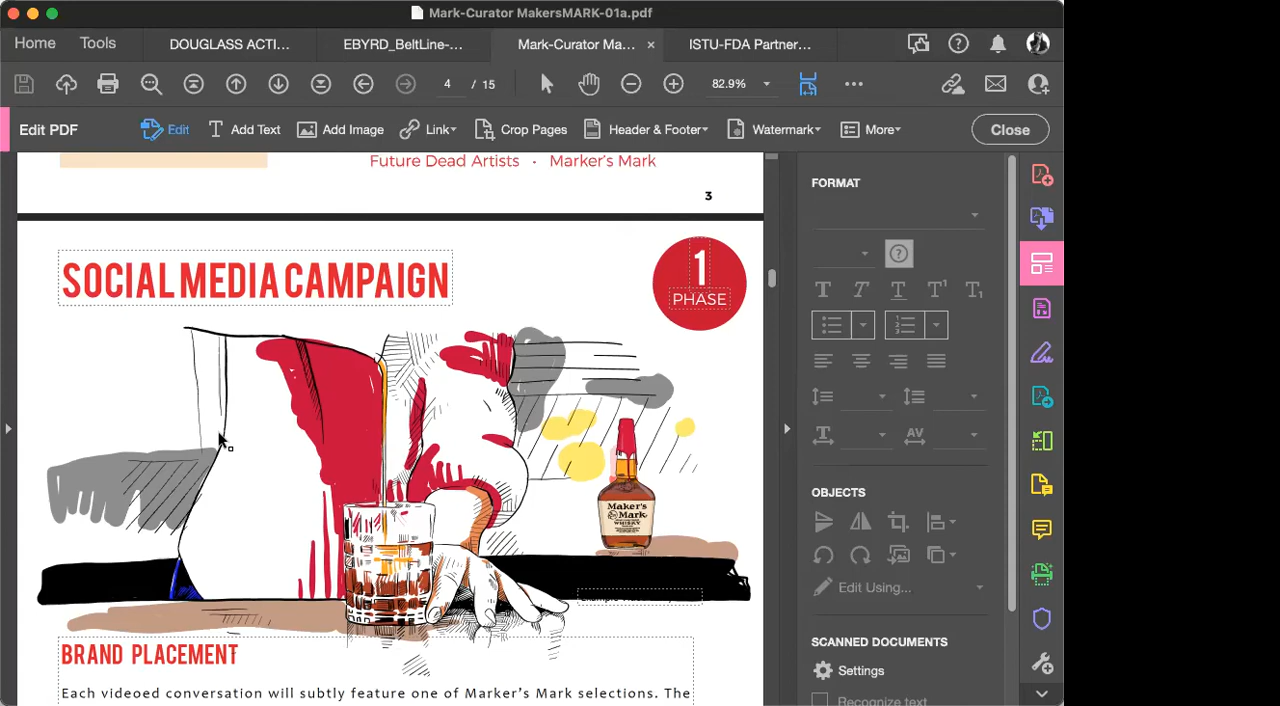 Mark-Curator MakersMARK-01a.pdf
Home Tools DOUGLASS ACTI... EBYRD_BeltLine-... Mark-Curator Ma... × ISTU-FDA Partner...
4 / 15 82.9%
Edit PDF Edit Add Text Add Image Link Crop Pages Header & Footer Watermark More Close
Future Dead Artists · Marker's Mark
3
SOCIAL MEDIA CAMPAIGN
1
PHASE
Maker's
Mark
WHISKY
BRAND PLACEMENT
Each videoed conversation will subtly feature one of Marker's Mark selections. The
FORMAT
OBJECTS
Edit Using...
SCANNED DOCUMENTS
Settings
Recognize text